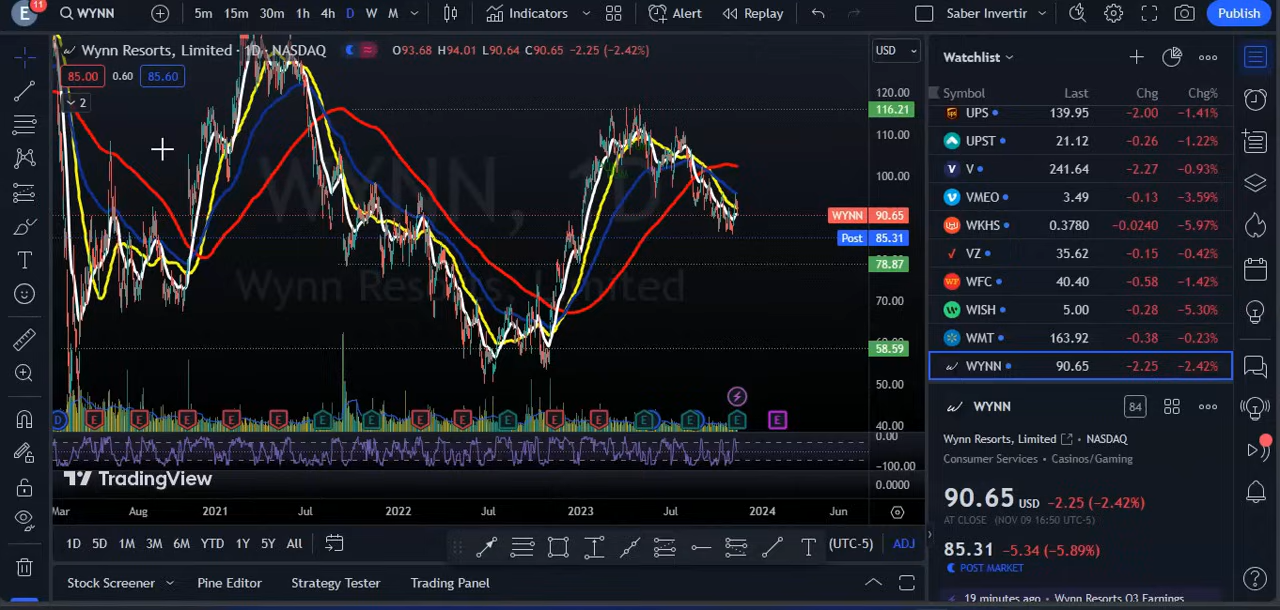 E 11 WYNN 5m 15m 30m 1h 4h D W M Indicators Alert Replay Saber Invertir Publish
Wynn Resorts, Limited · 1D · NASDAQ O93.68 H94.01 L90.64 C90.65 −2.25 (−2.42%) USD
85.00 0.60 85.60
2
WYNN, 1D
Wynn Resorts, Limited
120.00
116.21
110.00
100.00
WYNN 90.65
Post 85.31
78.87
70.00
58.59
50.00
40.00
D E E E E E E E E E E E E E E E
0.00
−100.00
0.0000
TradingView
Mar Aug 2021 Jul 2022 Jul 2023 Jul 2024 Jun
1D 5D 1M 3M 6M YTD 1Y 5Y All (UTC-5) ADJ
Stock Screener Pine Editor Strategy Tester Trading Panel
Watchlist
Symbol Last Chg Chg%
UPS 139.95 −2.00 −1.41%
UPST 21.12 −0.26 −1.22%
V 241.64 −2.27 −0.93%
VMEO 3.49 −0.13 −3.59%
WKHS 0.3780 −0.0240 −5.97%
VZ 35.62 −0.15 −0.42%
WFC 40.40 −0.58 −1.42%
WISH 5.00 −0.28 −5.30%
WMT 163.92 −0.38 −0.23%
WYNN 90.65 −2.25 −2.42%
WYNN 84
Wynn Resorts, Limited • NASDAQ
Consumer Services • Casinos/Gaming
90.65 USD −2.25 (−2.42%)
AT CLOSE (NOV 09 16:50 UTC-5)
85.31 −5.34 (−5.89%)
POST MARKET
19 minutes ago • Wynn Resorts Q3 Earnings